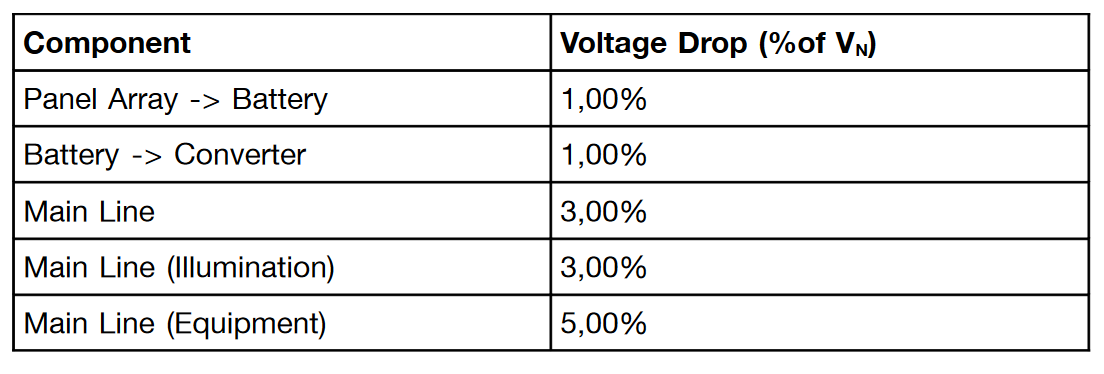 Component Voltage Drop (%of VN)
Panel Array -> Battery 1,00%
Battery -> Converter 1,00%
Main Line 3,00%
Main Line (Illumination) 3,00%
Main Line (Equipment) 5,00%